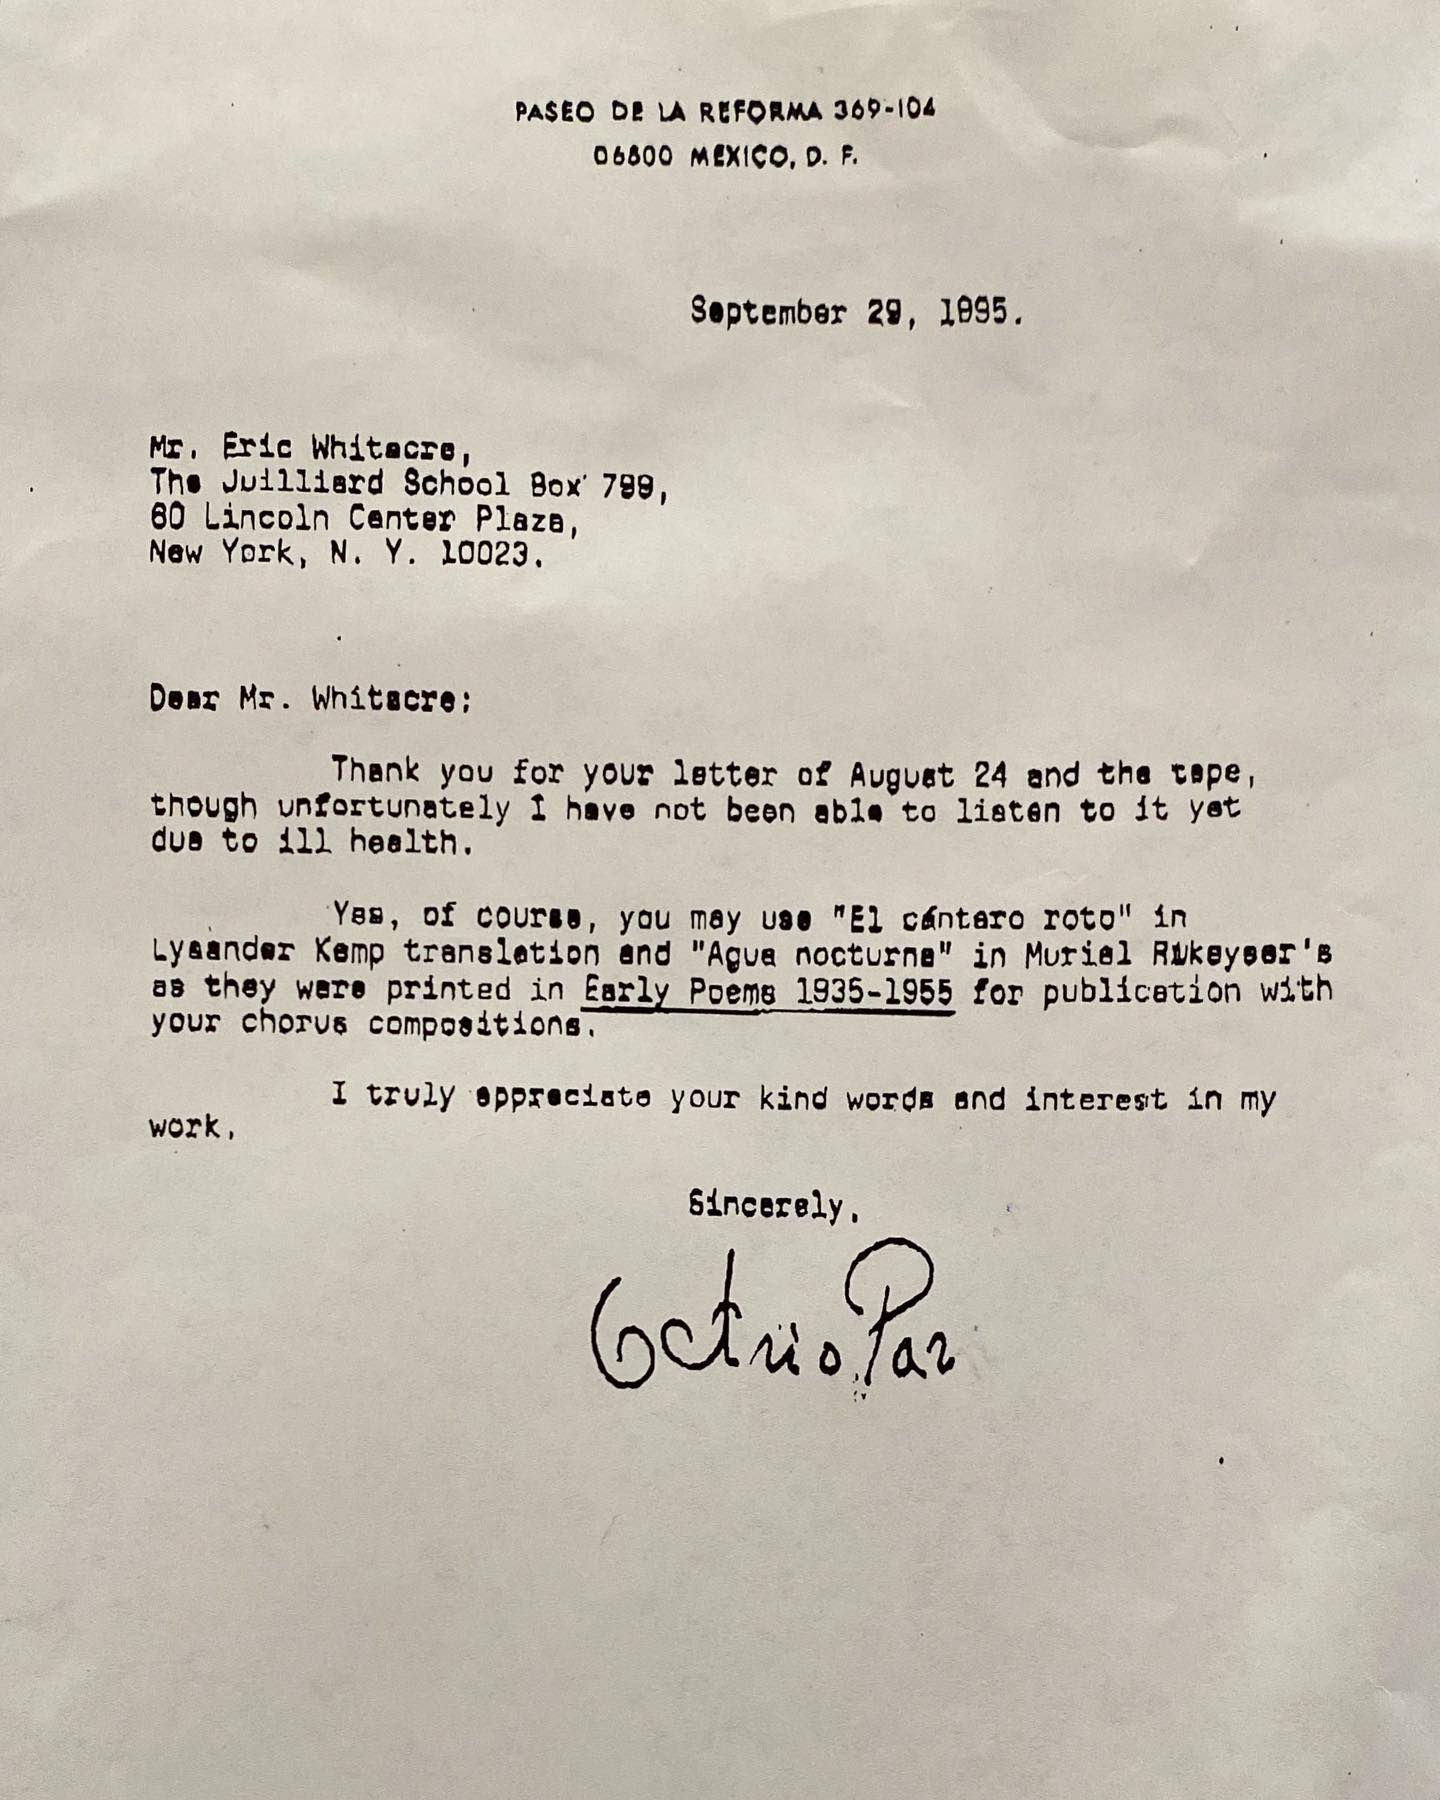 PASEO DE LA REFORMA 369-104
06500 MEXICO, D. F.
September 29, 1995.
Mr. Eric Whitacre,
The Juilliard School Box 799,
60 Lincoln Center Plaza,
New York, N. Y. 10023.
Dear Mr. Whitacre:
Thank you for your letter of August 24 and the tape,
though unfortunately I have not been able to listen to it yet
due to ill health.
Yes, of course, you may use "El cántaro roto" in
Lysander Kemp translation and "Agua nocturna" in Muriel Rukeyser's
as they were printed in Early Poems 1935-1955 for publication with
your chorus compositions.
I truly appreciate your kind words and interest in my
work.
Sincerely,
Octavio Paz